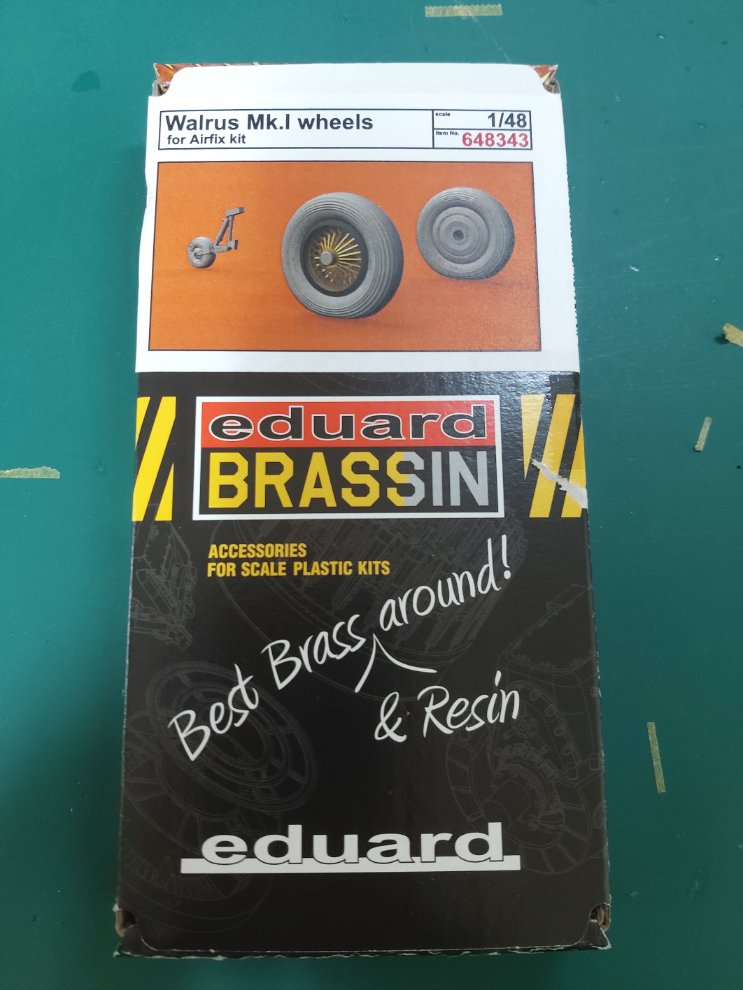 Walrus Mk.I wheels
for Airfix kit
scale
1/48
Item No.
648343
eduard
BRASSIN
ACCESSORIES
FOR SCALE PLASTIC KITS
Best Brass around!
& Resin
eduard